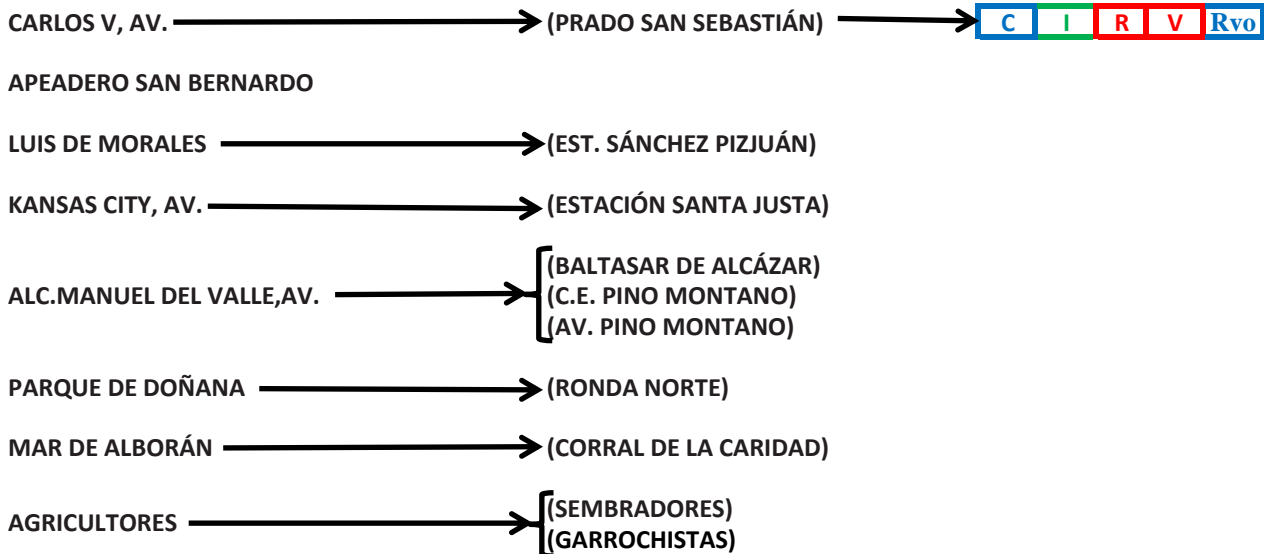 CARLOS V, AV. (PRADO SAN SEBASTIÁN) C I R V Rvo
APEADERO SAN BERNARDO
LUIS DE MORALES (EST. SÁNCHEZ PIZJUÁN)
KANSAS CITY, AV. (ESTACIÓN SANTA JUSTA)
ALC.MANUEL DEL VALLE,AV. (BALTASAR DE ALCÁZAR)
(C.E. PINO MONTANO)
(AV. PINO MONTANO)
PARQUE DE DOÑANA (RONDA NORTE)
MAR DE ALBORÁN (CORRAL DE LA CARIDAD)
AGRICULTORES (SEMBRADORES)
(GARROCHISTAS)